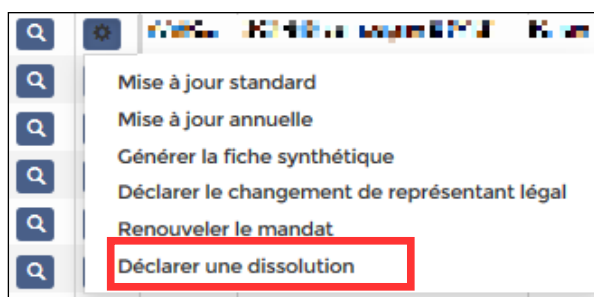 Mise à jour standard
Mise à jour annuelle
Générer la fiche synthétique
Déclarer le changement de représentant légal
Renouveler le mandat
Déclarer une dissolution